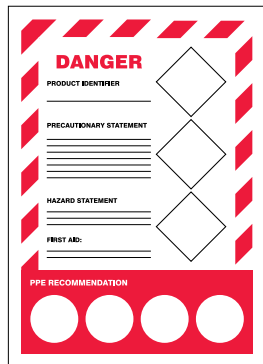 DANGER
PRODUCT IDENTIFIER
PRECAUTIONARY STATEMENT
HAZARD STATEMENT
FIRST AID:
PPE RECOMMENDATION